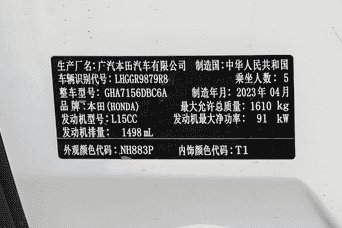 生产厂名：广汽本田汽车有限公司 制造国：中华人民共和国
车辆识别代号：LHGGR9879R8 乘坐人数：5
整车型号：GHA7156DBC6A 制造年月：2023年04月
品牌：本田(HONDA) 最大允许总质量：1610 kg
发动机型号：L15CC 发动机最大净功率：91 kW
发动机排量：1498 mL
外观颜色代码：NH883P 内饰颜色代码：T1